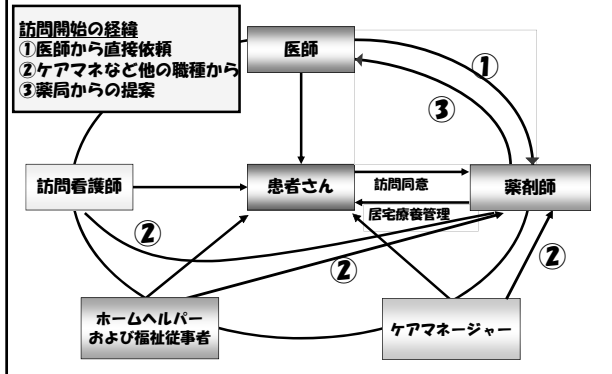 訪問開始の経緯
①医師から直接依頼
②ケアマネなど他の職種から
③薬局からの提案
医師
①
③
訪問看護師
患者さん
訪問同意
薬剤師
居宅療養管理
②
②
②
ホームヘルパー
および福祉従事者
ケアマネージャー